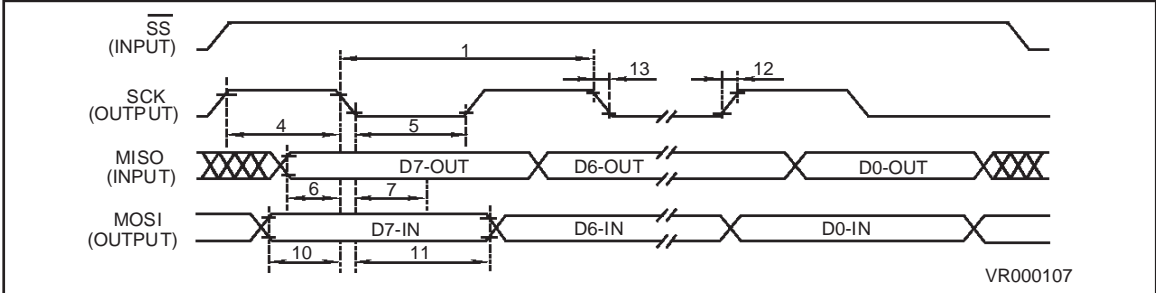 SS
(INPUT)
1
13
12
SCK
(OUTPUT)
4
5
MISO
(INPUT)
D7-OUT
D6-OUT
D0-OUT
6
7
MOSI
(OUTPUT)
D7-IN
D6-IN
D0-IN
10
11
VR000107